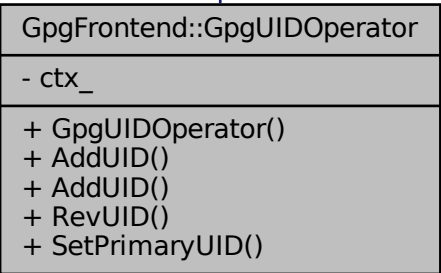 GpgFrontend::GpgUIDOperator
- ctx_
+ GpgUIDOperator()
+ AddUID()
+ AddUID()
+ RevUID()
+ SetPrimaryUID()